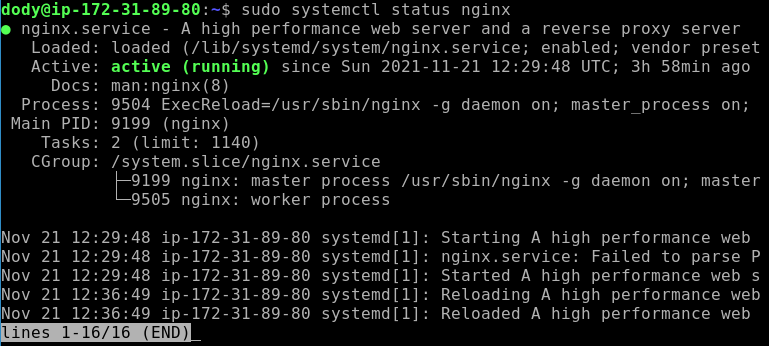 dody@ip-172-31-89-80:~$ sudo systemctl status nginx
● nginx.service - A high performance web server and a reverse proxy server
   Loaded: loaded (/lib/systemd/system/nginx.service; enabled; vendor preset
   Active: active (running) since Sun 2021-11-21 12:29:48 UTC; 3h 58min ago
     Docs: man:nginx(8)
  Process: 9504 ExecReload=/usr/sbin/nginx -g daemon on; master_process on;
 Main PID: 9199 (nginx)
    Tasks: 2 (limit: 1140)
   CGroup: /system.slice/nginx.service
           ├─9199 nginx: master process /usr/sbin/nginx -g daemon on; master
           └─9505 nginx: worker process

Nov 21 12:29:48 ip-172-31-89-80 systemd[1]: Starting A high performance web
Nov 21 12:29:48 ip-172-31-89-80 systemd[1]: nginx.service: Failed to parse P
Nov 21 12:29:48 ip-172-31-89-80 systemd[1]: Started A high performance web s
Nov 21 12:36:49 ip-172-31-89-80 systemd[1]: Reloading A high performance web
Nov 21 12:36:49 ip-172-31-89-80 systemd[1]: Reloaded A high performance web
lines 1-16/16 (END)